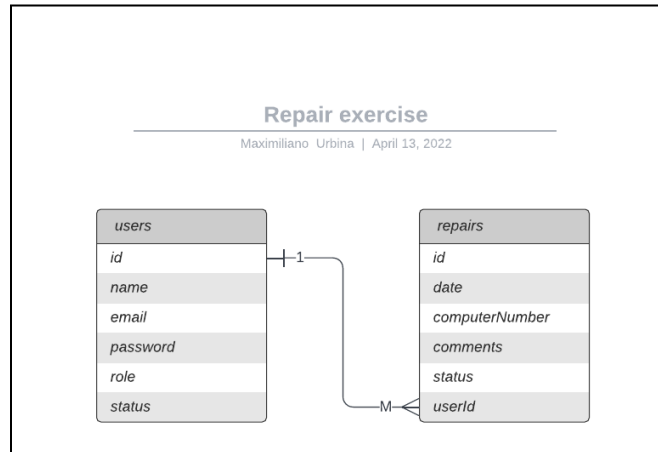 Repair exercise
Maximiliano Urbina | April 13, 2022
users
id
name
email
password
role
status
1
M
repairs
id
date
computerNumber
comments
status
userId